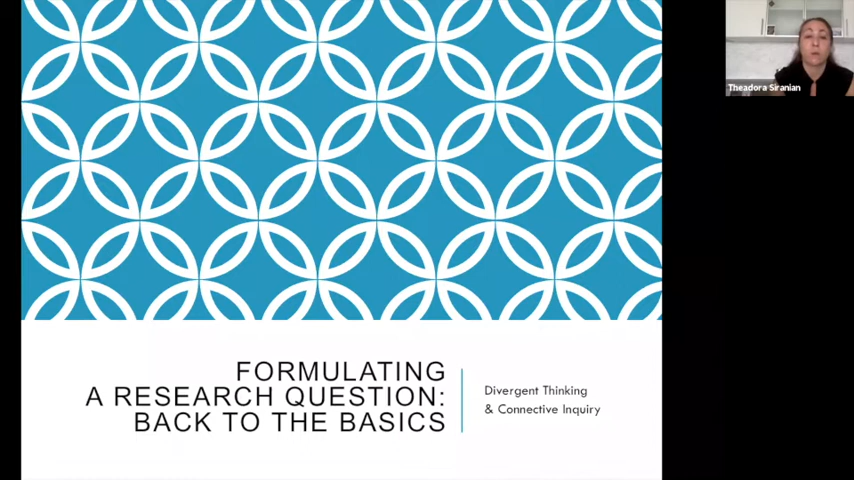 Theadora Siranian
FORMULATING
A RESEARCH QUESTION:
BACK TO THE BASICS
Divergent Thinking
& Connective Inquiry